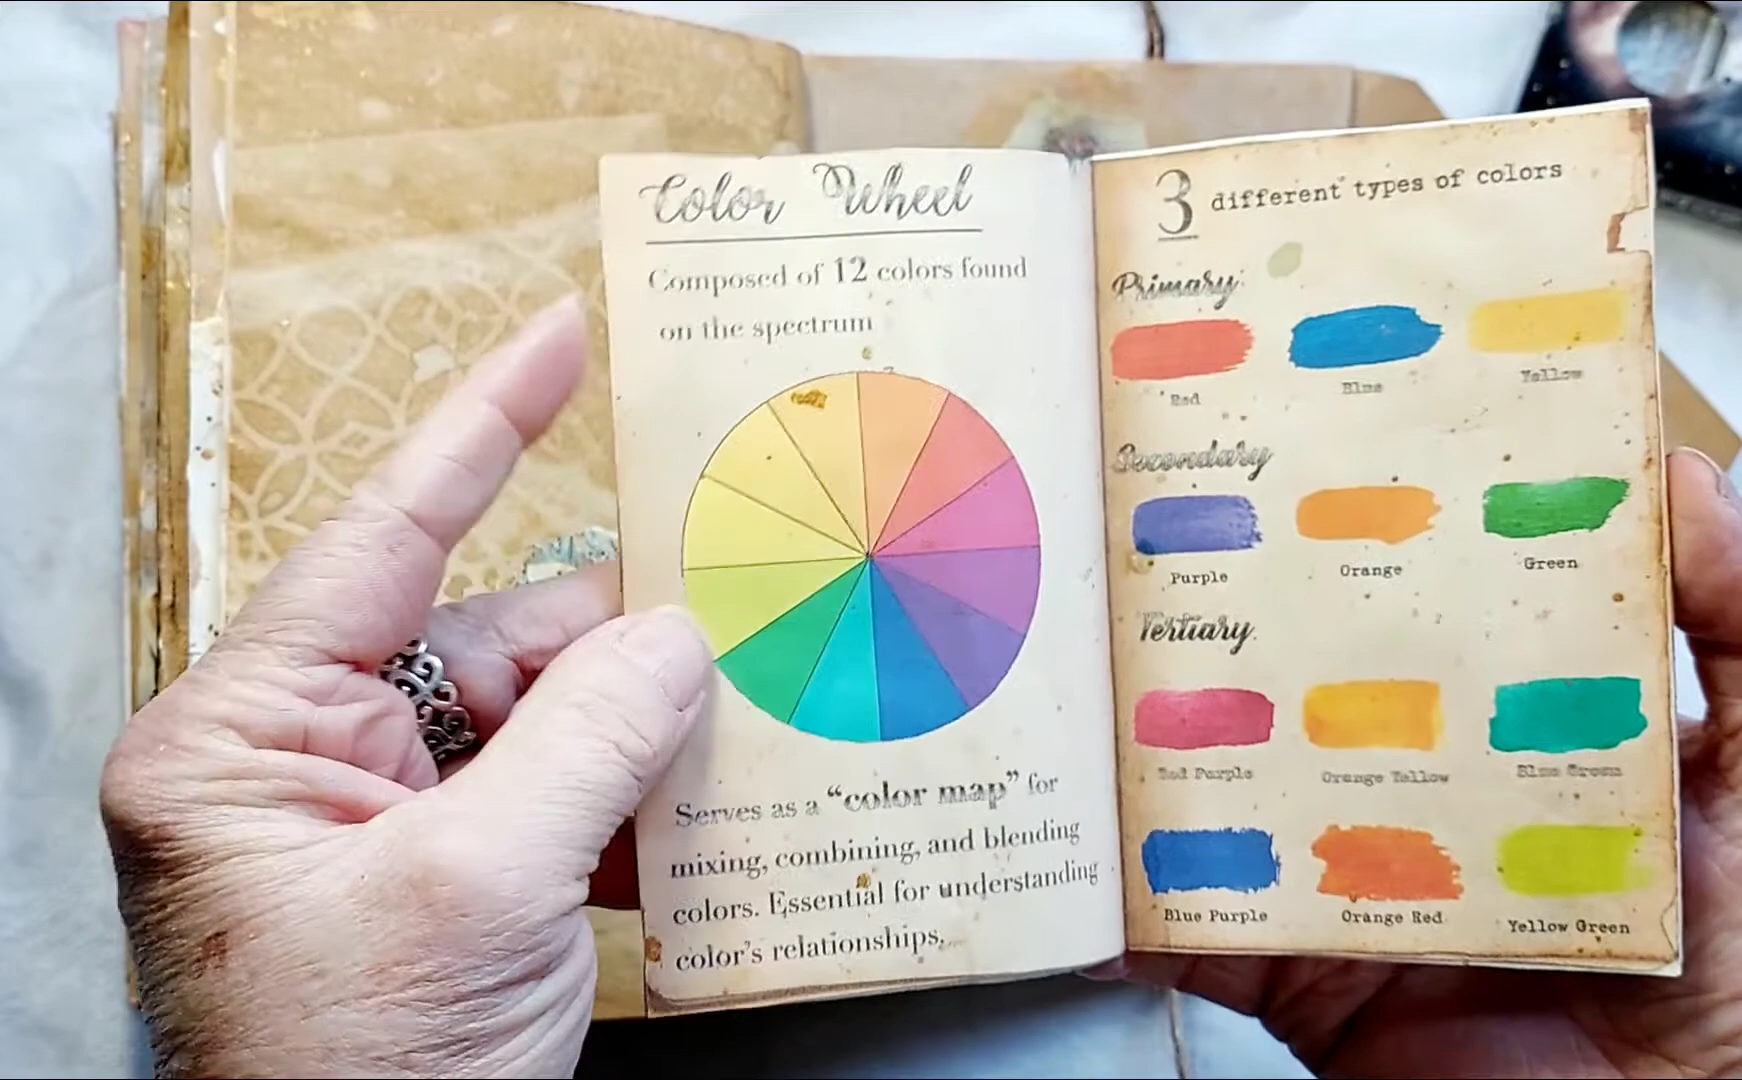 Color Wheel
Composed of 12 colors found
on the spectrum
Serves as a “color map” for
mixing, combining, and blending
colors. Essential for understanding
color's relationships.
3 different types of colors
Primary:
Red Blue Yellow
Secondary
Purple Orange Green
Tertiary.
Red Purple Orange Yellow Blue Green
Blue Purple Orange Red Yellow Green